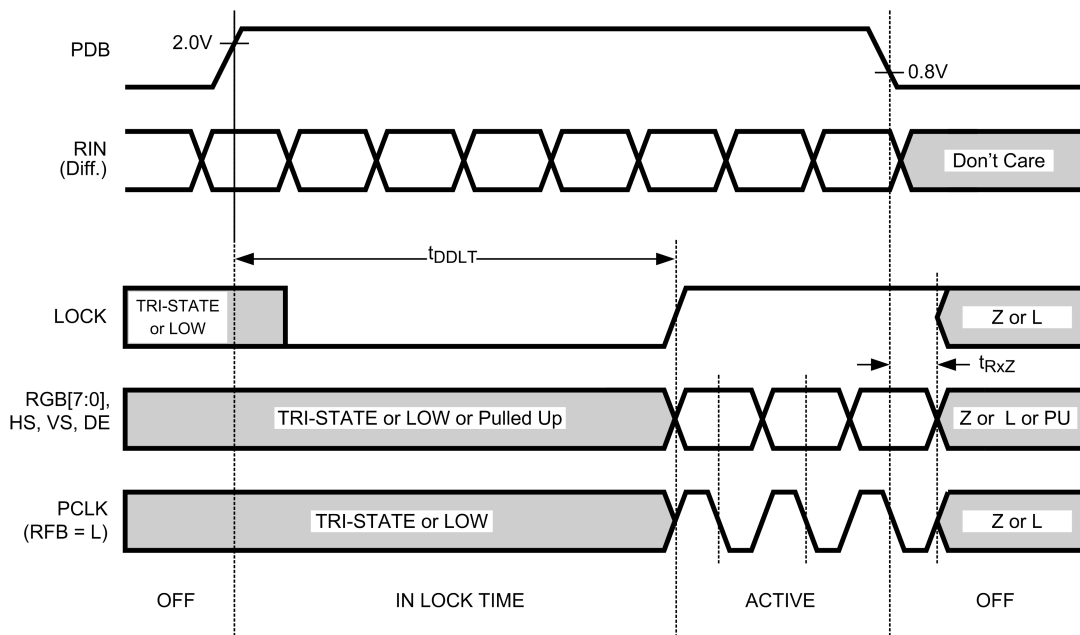 PDB
2.0V
0.8V
RIN
(Diff.)
Don't Care
tDDLT
LOCK
TRI-STATE
or LOW
Z or L
tRxZ
RGB[7:0],
HS, VS, DE
TRI-STATE or LOW or Pulled Up
Z or L or PU
PCLK
(RFB = L)
TRI-STATE or LOW
Z or L
OFF
IN LOCK TIME
ACTIVE
OFF